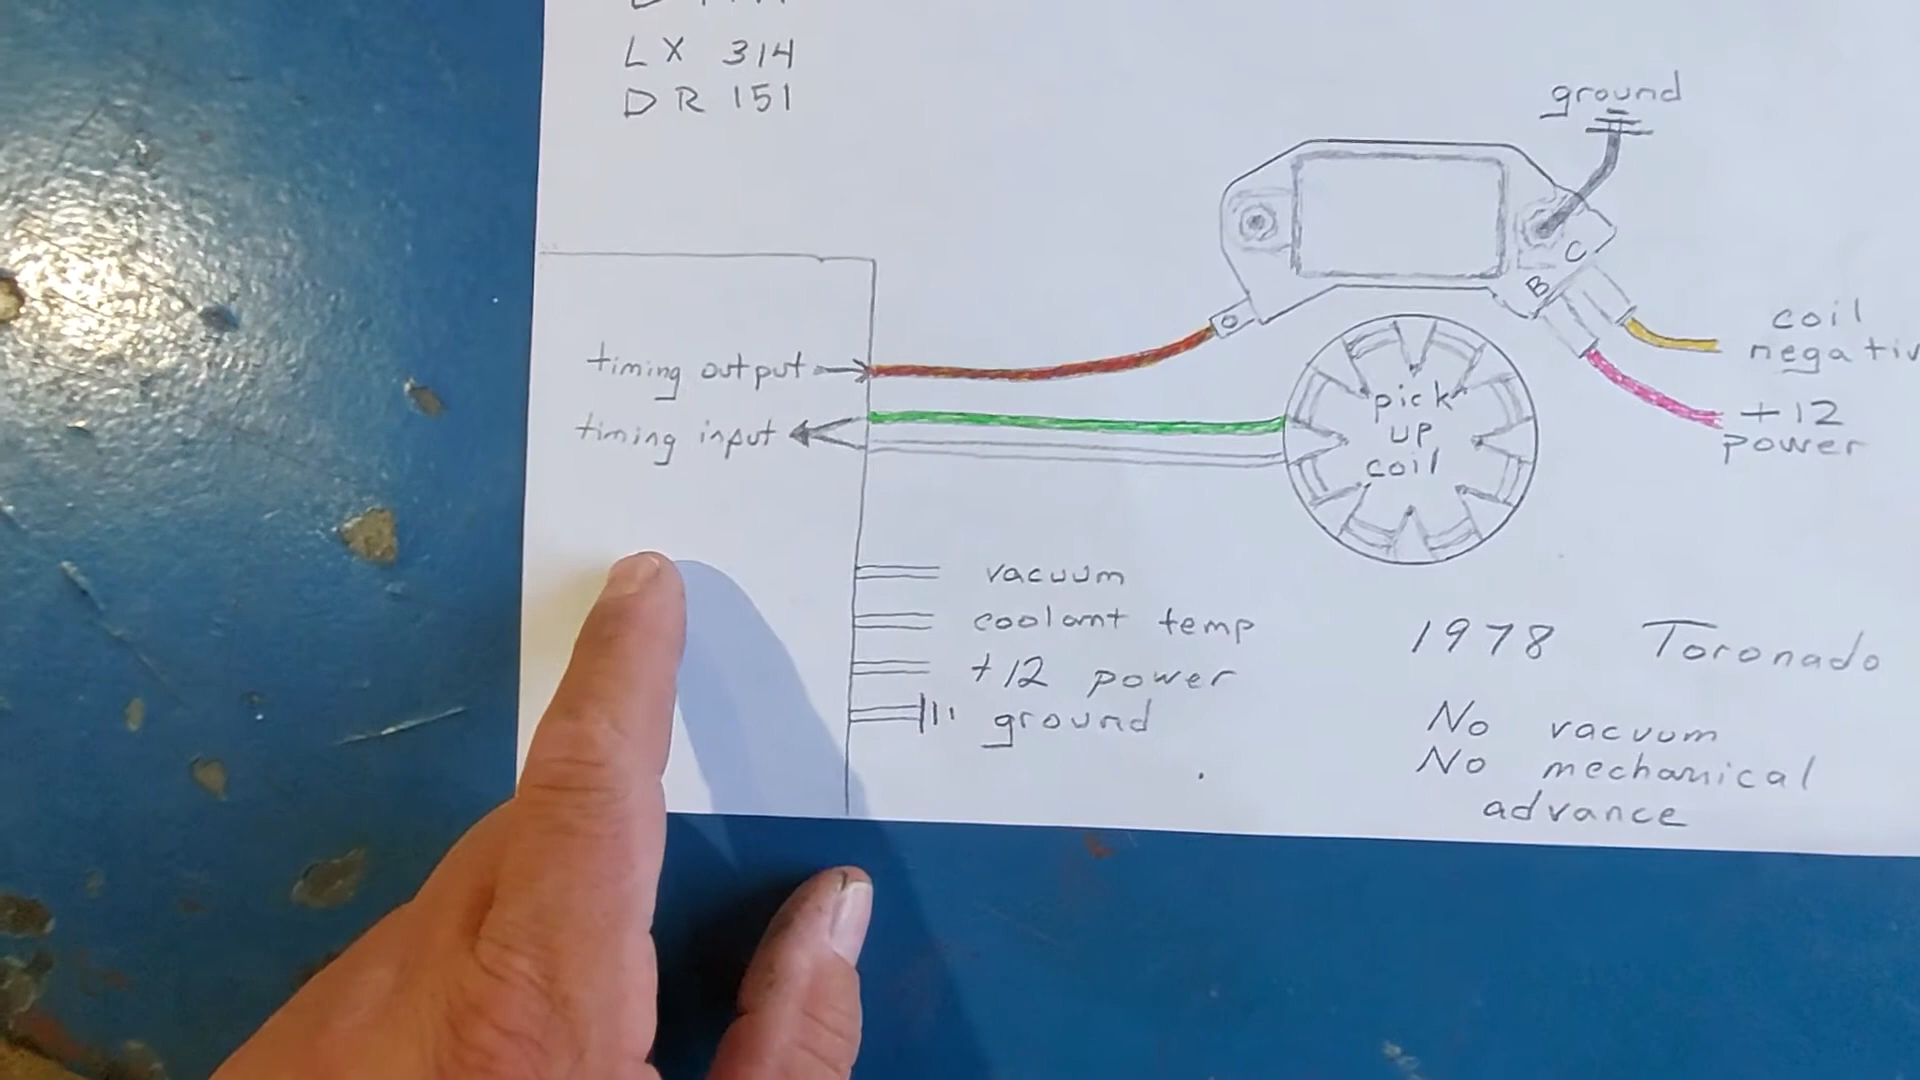 LX 314
DR 151
ground
C
B
coil
+12
power
timing output
timing input
pick
up
coil
vacuum
coolant temp
+12 power
ground
1978 Toronado
No vacuum
No mechanical
advance